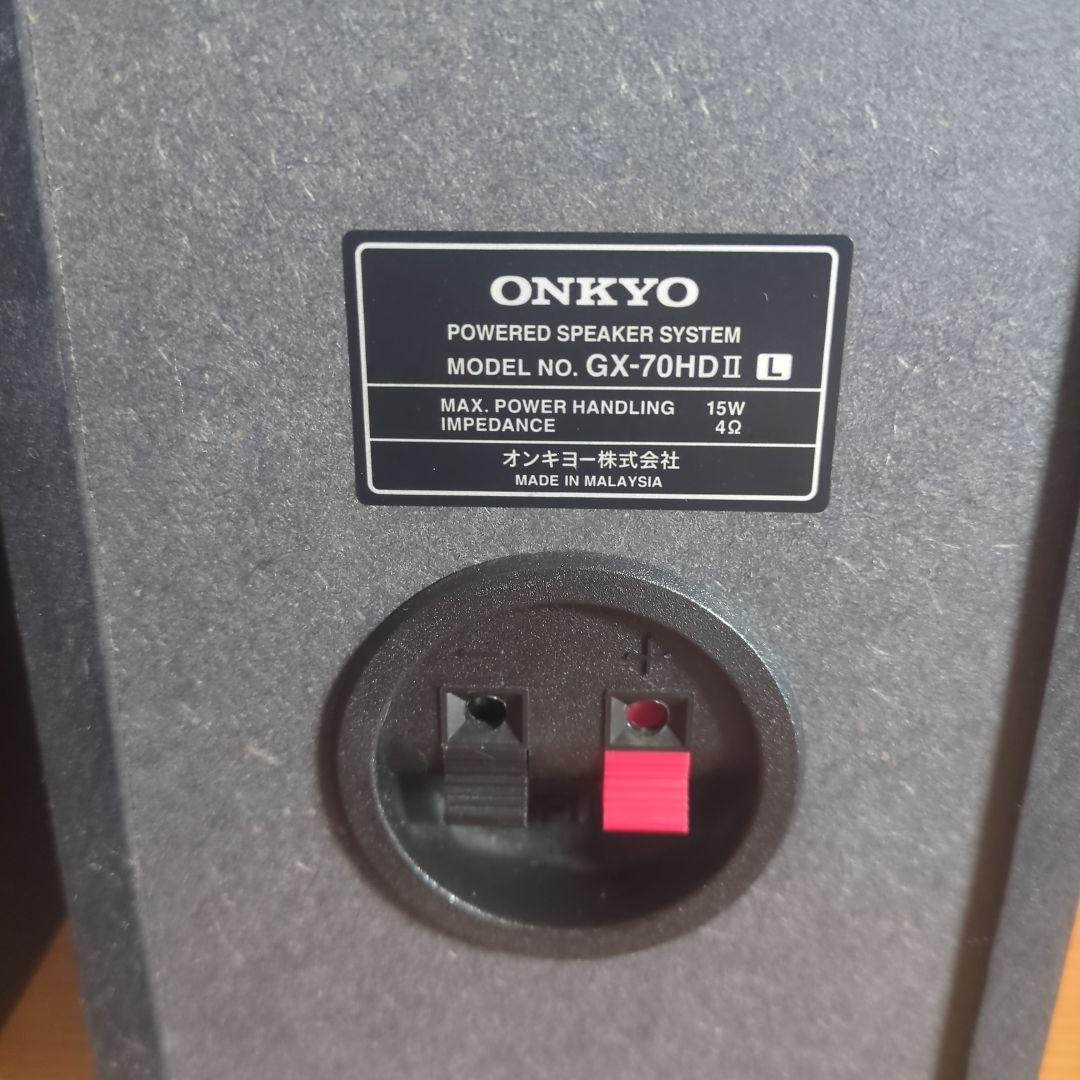 ONKYO
POWERED SPEAKER SYSTEM
MODEL NO. GX-70HDⅡ L
MAX. POWER HANDLING 15W
IMPEDANCE 4Ω
オンキヨー株式会社
MADE IN MALAYSIA
− +